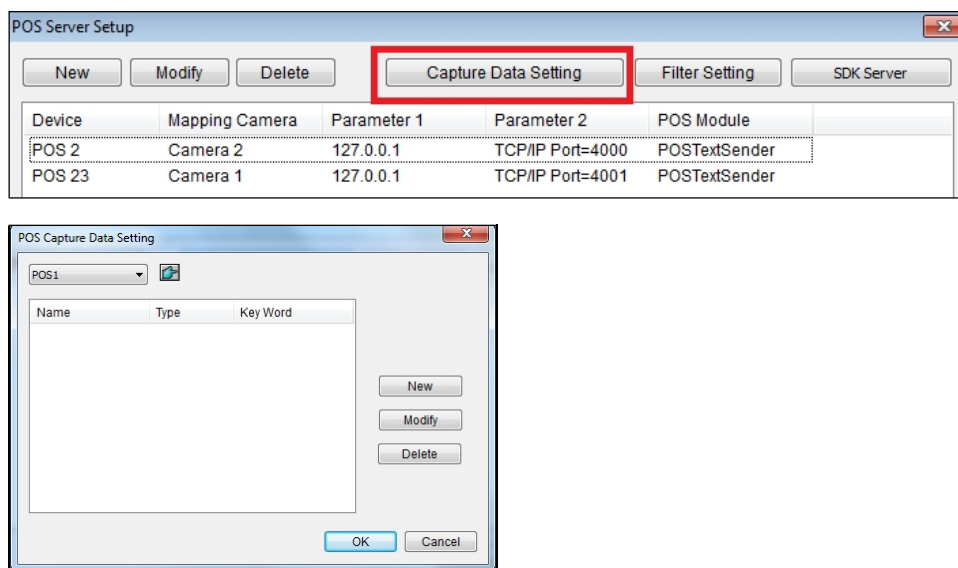 POS Server Setup
New Modify Delete Capture Data Setting Filter Setting SDK Server
Device Mapping Camera Parameter 1 Parameter 2 POS Module
POS 2 Camera 2 127.0.0.1 TCP/IP Port=4000 POSTextSender
POS 23 Camera 1 127.0.0.1 TCP/IP Port=4001 POSTextSender
POS Capture Data Setting
POS1
Name Type Key Word
New
Modify
Delete
OK Cancel